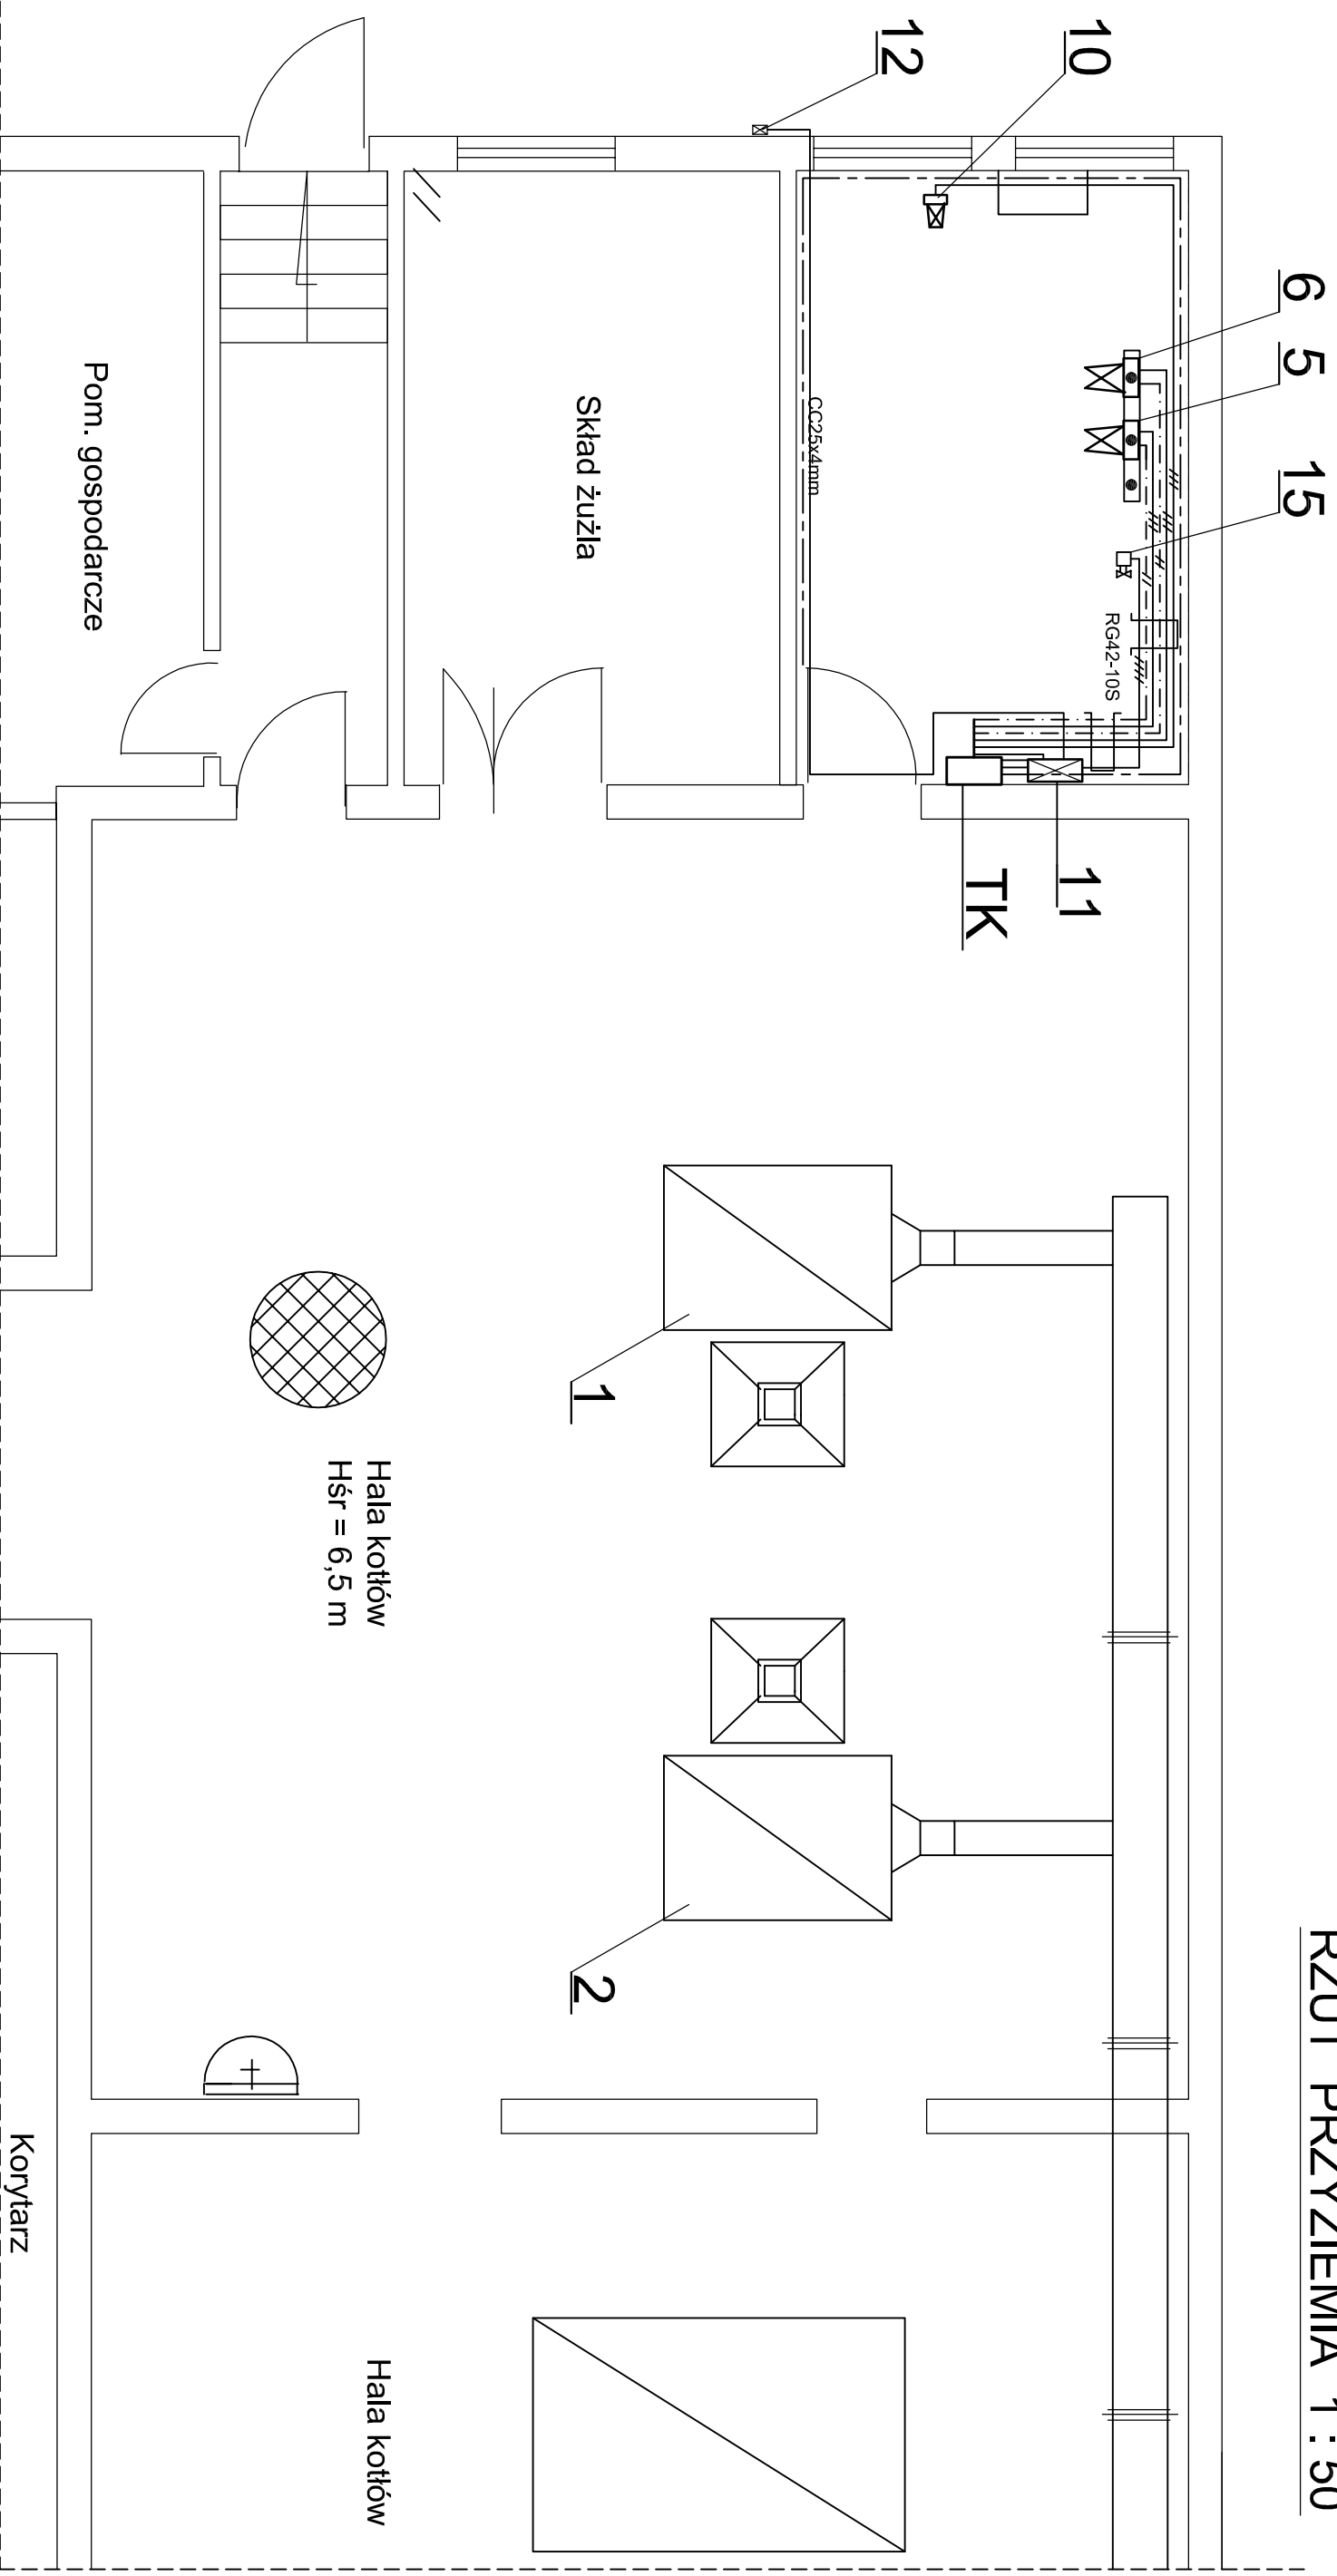 RZUT PRZYZIEMIA 1 : 50
6 5 15
10
12
RG42-10S
CC25x4mm
11
TK
Skład żużla
Pom. gospodarcze
1
2
Hala kotłów
Hśr = 6,5 m
Hala kotłów
Korytarz